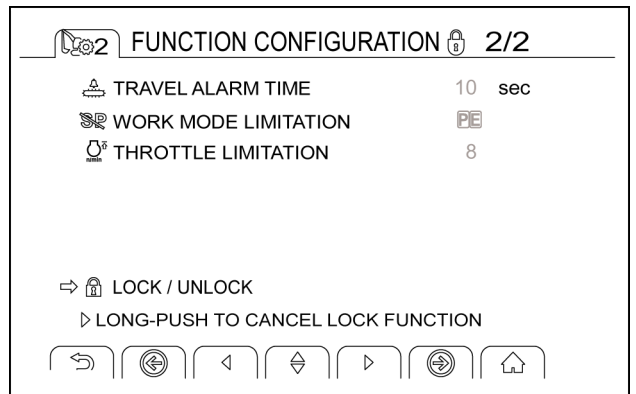 2 FUNCTION CONFIGURATION 2/2
TRAVEL ALARM TIME 10 sec
WORK MODE LIMITATION PE
n/min THROTTLE LIMITATION 8
LOCK / UNLOCK
LONG-PUSH TO CANCEL LOCK FUNCTION